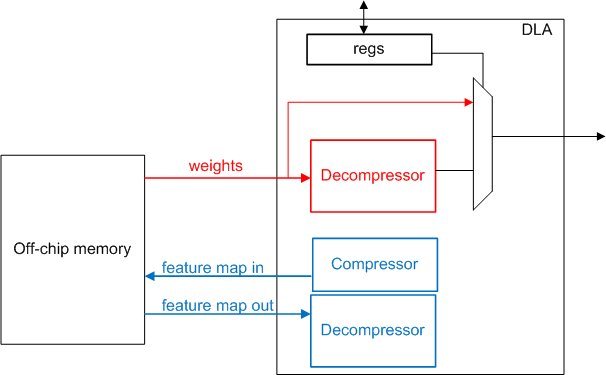 DLA
regs
weights
Decompressor
Off-chip memory
feature map in
Compressor
feature map out
Decompressor